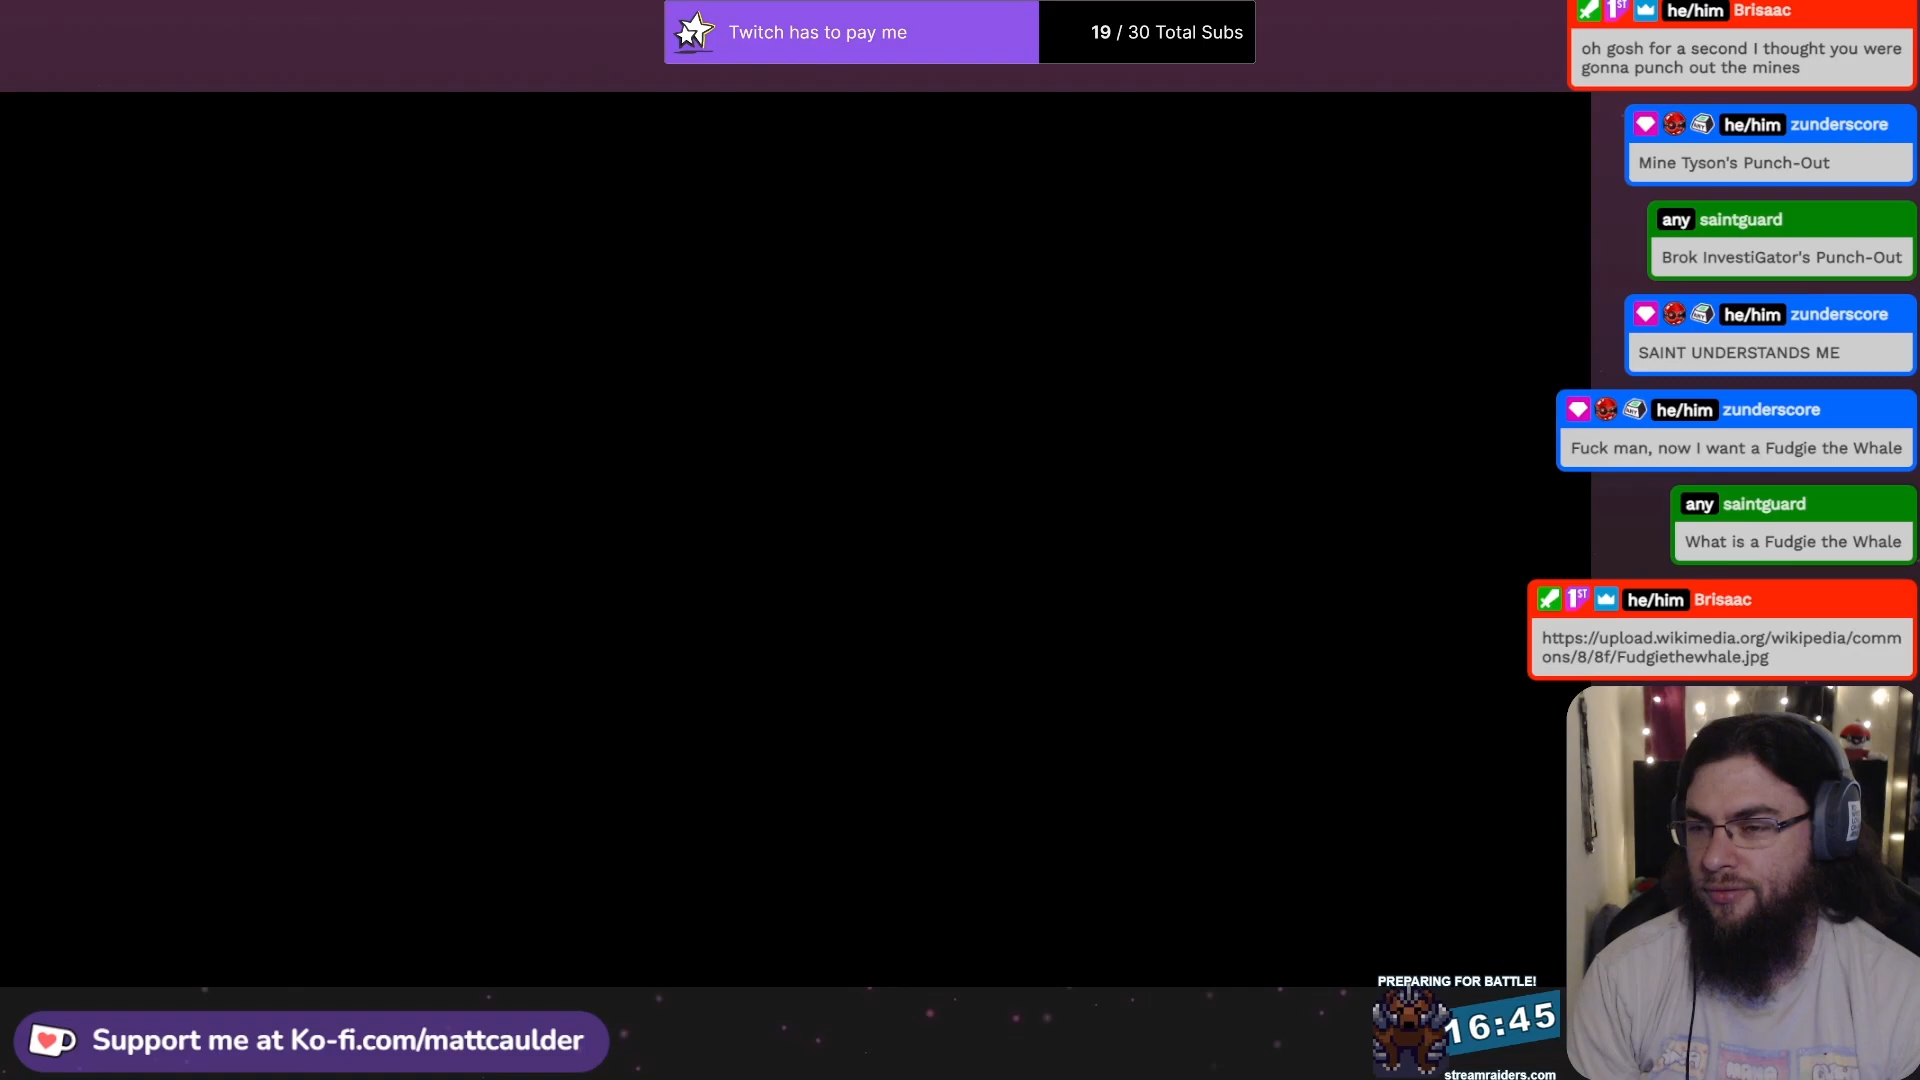 Twitch has to pay me
19 / 30 Total Subs
1ST he/him Brisaac
oh gosh for a second I thought you were
gonna punch out the mines
he/him zunderscore
Mine Tyson's Punch-Out
any saintguard
Brok InvestiGator's Punch-Out
he/him zunderscore
SAINT UNDERSTANDS ME
he/him zunderscore
Fuck man, now I want a Fudgie the Whale
any saintguard
What is a Fudgie the Whale
1ST he/him Brisaac
https://upload.wikimedia.org/wikipedia/comm
ons/8/8f/Fudgiethewhale.jpg
PREPARING FOR BATTLE!
16:45
streamraiders.com
Support me at Ko-fi.com/mattcaulder